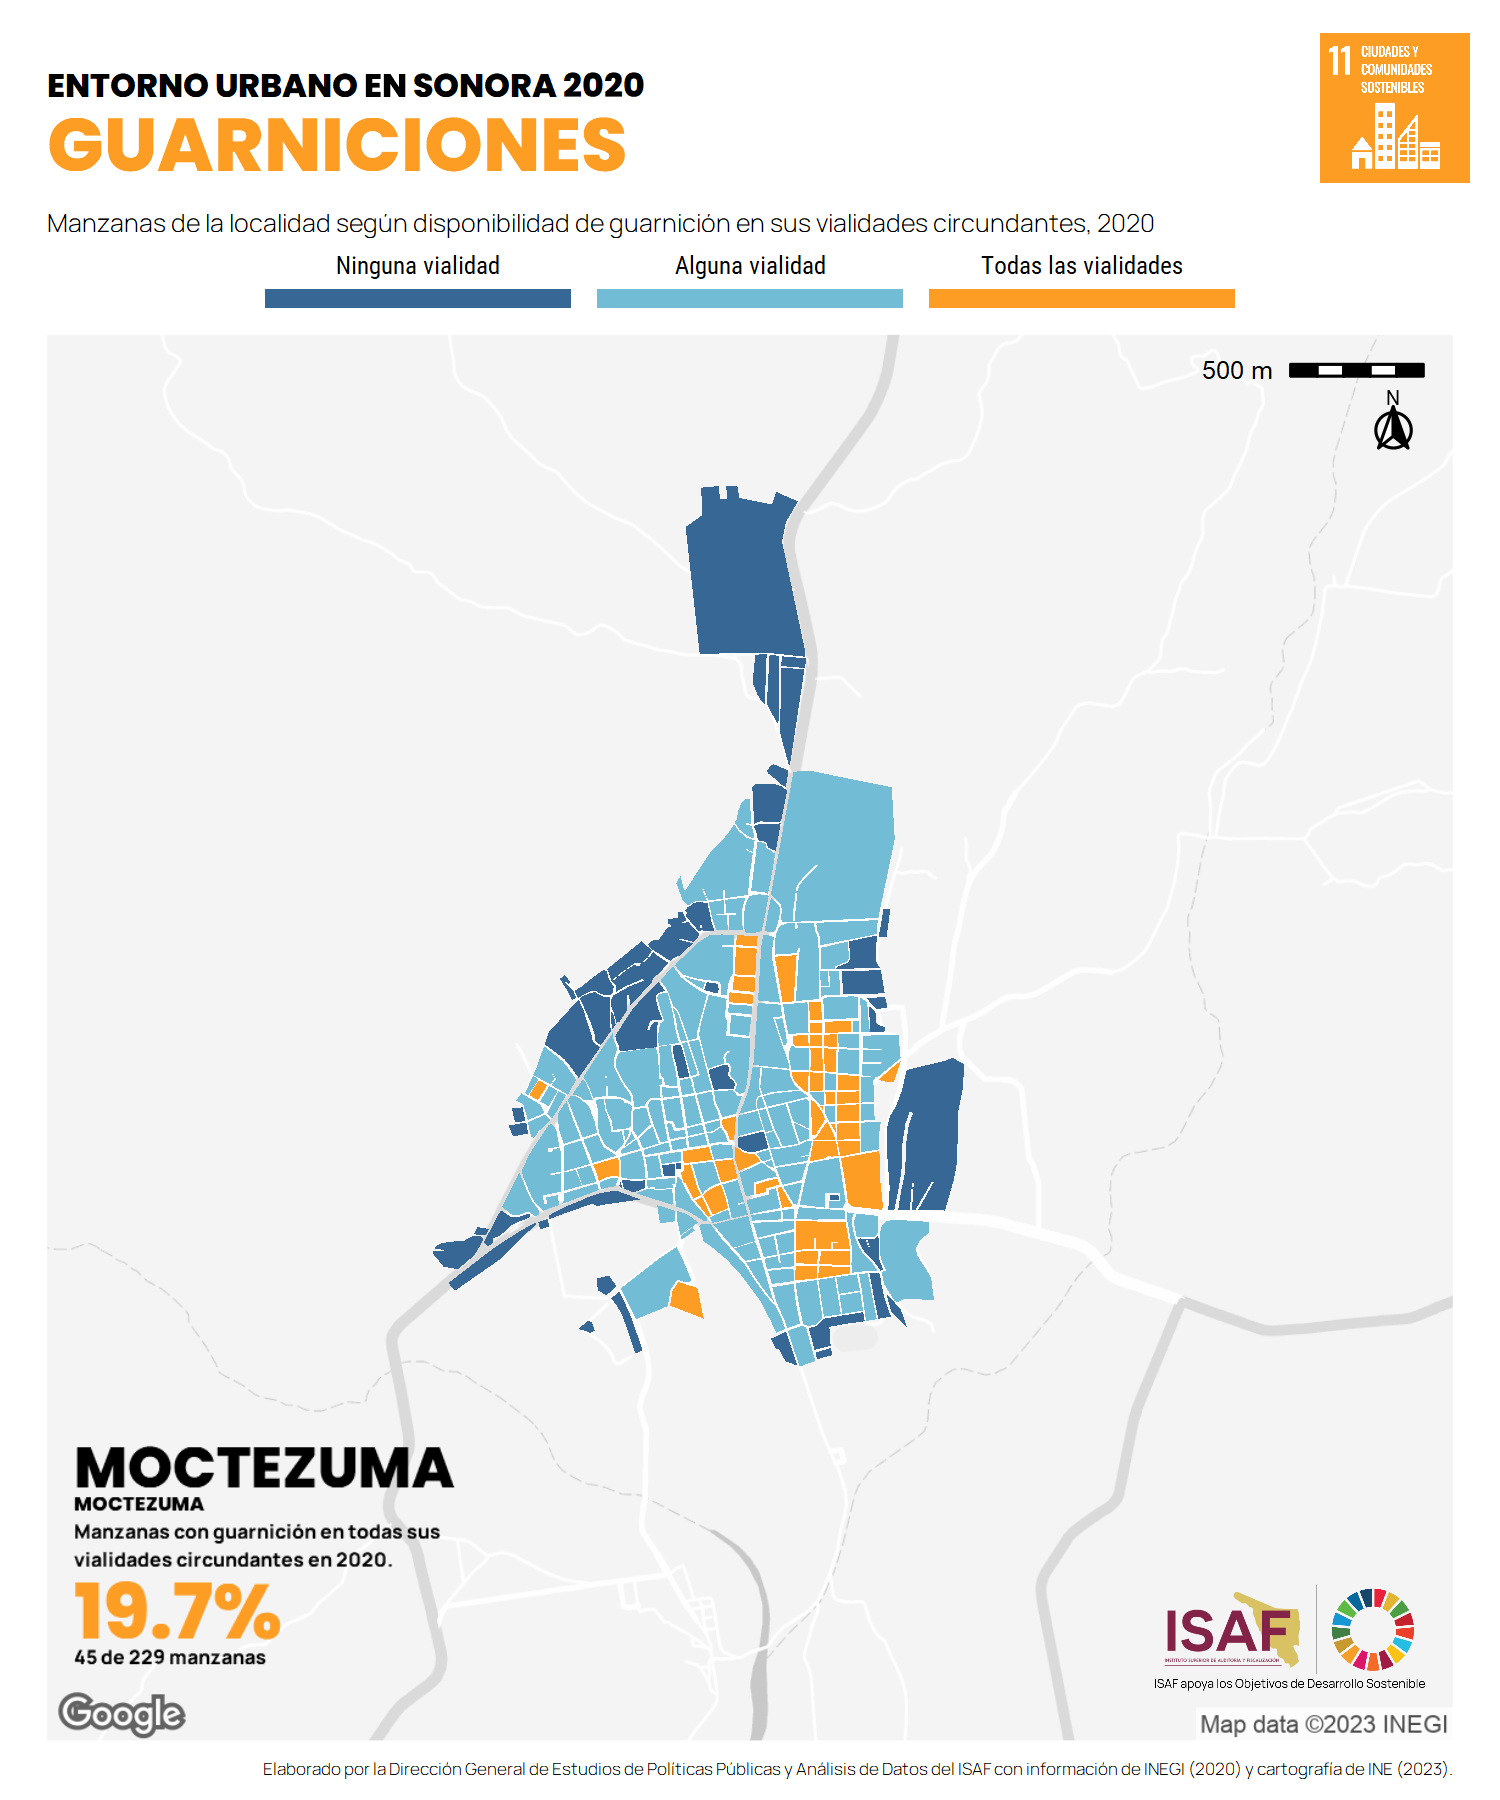 ENTORNO URBANO EN SONORA 2020
GUARNICIONES
11 CIUDADES Y
COMUNIDADES
SOSTENIBLES
Manzanas de la localidad según disponibilidad de guarnición en sus vialidades circundantes, 2020
Ninguna vialidad
Alguna vialidad
Todas las vialidades
500 m
N
MOCTEZUMA
MOCTEZUMA
Manzanas con guarnición en todas sus
vialidades circundantes en 2020.
19.7%
45 de 229 manzanas
Google
ISAF
INSTITUTO SUPERIOR DE AUDITORÍA Y FISCALIZACIÓN
ISAF apoya los Objetivos de Desarrollo Sostenible
Map data ©2023 INEGI
Elaborado por la Dirección General de Estudios de Políticas Públicas y Análisis de Datos del ISAF con información de INEGI (2020) y cartografía de INE (2023).